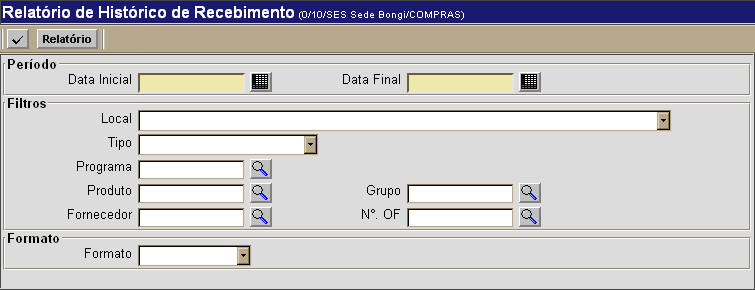 Relatório de Histórico de Recebimento (0/10/SES Sede Bongi/COMPRAS)
Relatório
Período
Data Inicial Data Final
Filtros
Local
Tipo
Programa
Produto Grupo
Fornecedor N°. OF
Formato
Formato